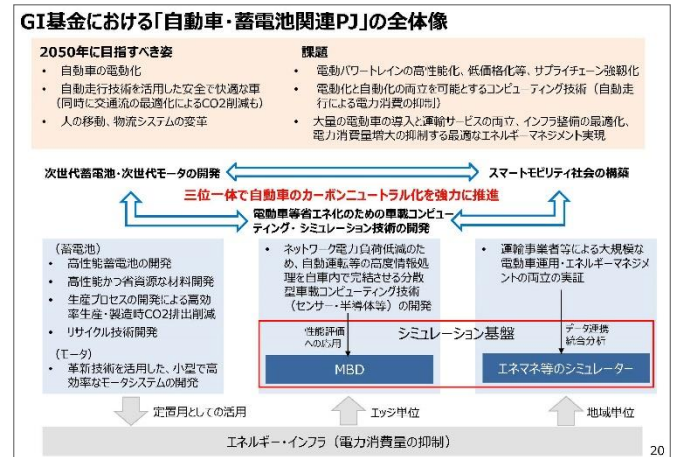 GI基金における「自動車・蓄電池関連PJ」の全体像
2050年に目指すべき姿
• 自動車の電動化
• 自動走行技術を活用した安全で快適な車
(同時に交通流の最適化によるCO2削減も)
• 人の移動、物流システムの変革
課題
• 電動パワートレインの高性能化、低価格化等、サプライチェーン強靱化
• 電動化と自動化の両立を可能とするコンピューティング技術（自動走
行による電力消費の抑制）
• 大量の電動車の導入と運輸サービスの両立、インフラ整備の最適化、
電力消費量増大の抑制する最適なエネルギーマネジメント実現
次世代蓄電池・次世代モータの開発
スマートモビリティ社会の構築
三位一体で自動車のカーボンニュートラル化を強力に推進
電動車等省エネ化のための車載コンピュー
ティング・シミュレーション技術の開発
（蓄電池）
• 高性能蓄電池の開発
• 高性能かつ省資源な材料開発
• 生産プロセスの開発による高効
率生産・製造時CO2排出削減
• リサイクル技術開発
（モータ）
• 革新技術を活用した、小型で高
効率なモータシステムの開発
• ネットワーク電力負荷低減のた
め、自動運転等の高度情報処
理を自車内で完結させる分散
型車載コンピューティング技術
（センサー・半導体等）の開発
• 運輸事業者等による大規模な
電動車運用・エネルギーマネジメ
ントの両立の実証
性能評価
への応用
シミュレーション基盤
データ連携
統合分析
MBD
エネマネ等のシミュレーター
定置用としての活用
エッジ単位
地域単位
エネルギー・インフラ（電力消費量の抑制）
20